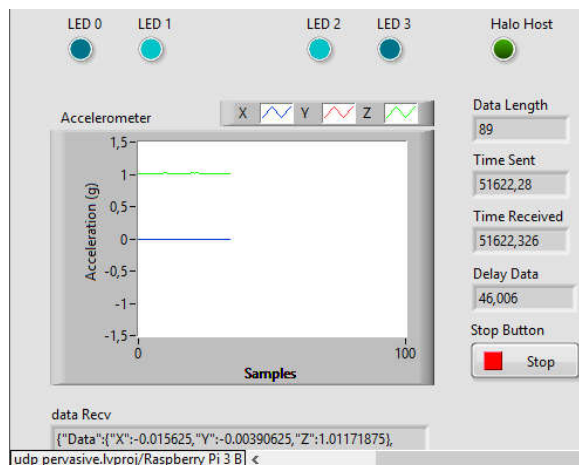 LED 0 LED 1 LED 2 LED 3 Halo Host
Accelerometer
X Y Z
Data Length
89
Time Sent
51622,28
Time Received
51622,326
Delay Data
46,006
Stop Button
Stop
Acceleration (g)
1,5
1
0,5
0
-0,5
-1
-1,5
0 100
Samples
data Recv
{"Data":{"X":-0.015625,"Y":-0.00390625,"Z":1.01171875},
udp pervasive.lvproj/Raspberry Pi 3 B <